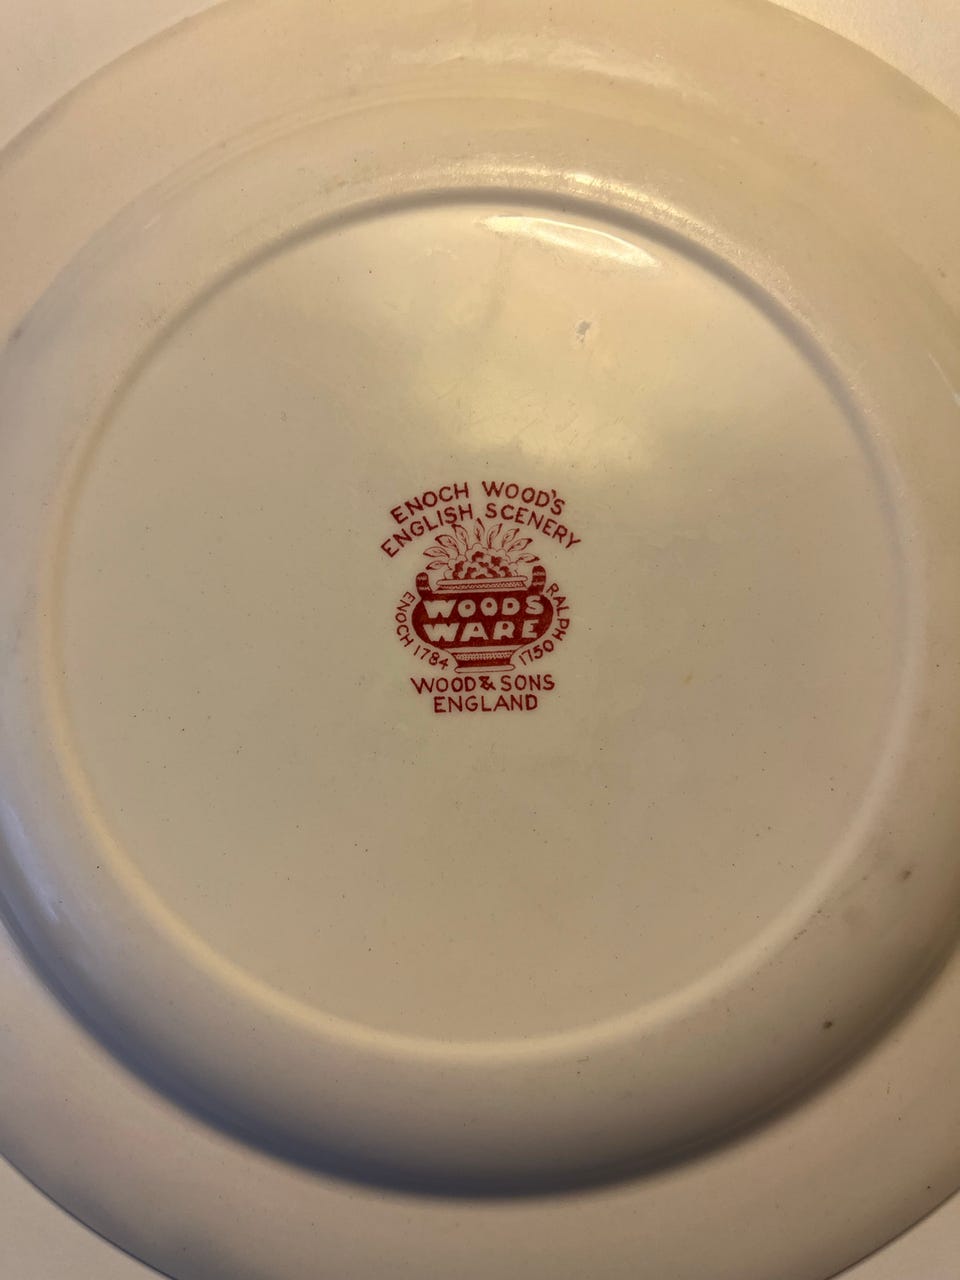 ENOCH WOOD'S
ENGLISH SCENERY
WOODS
WARE
ENOCH 1784
RALPH 1750
WOOD & SONS
ENGLAND